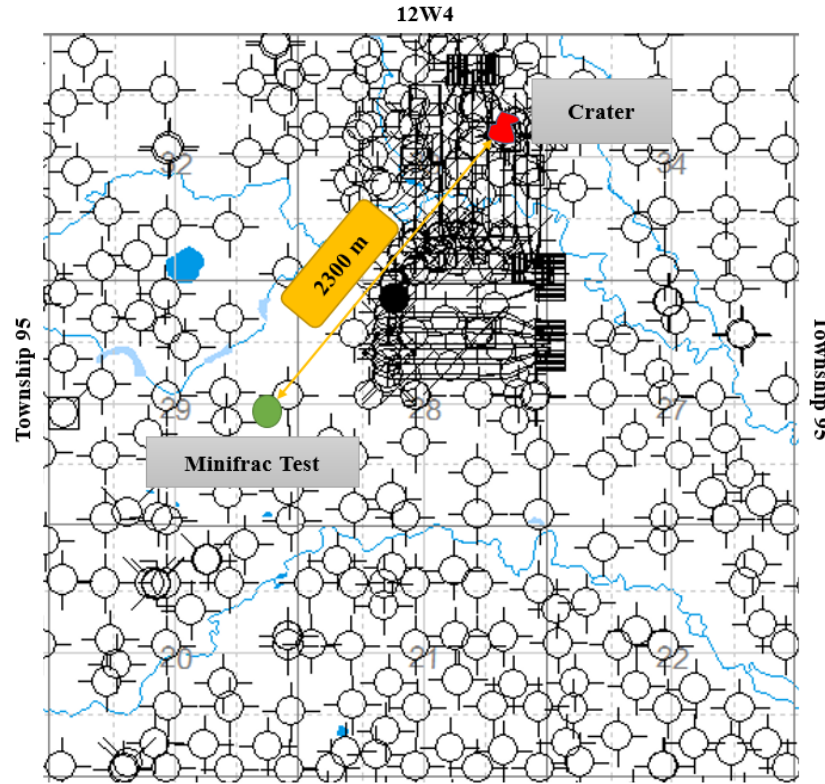 12W4
Crater
32
34
2300 m
Township 95
Township 95
29
28
27
Minifrac Test
20
21
22